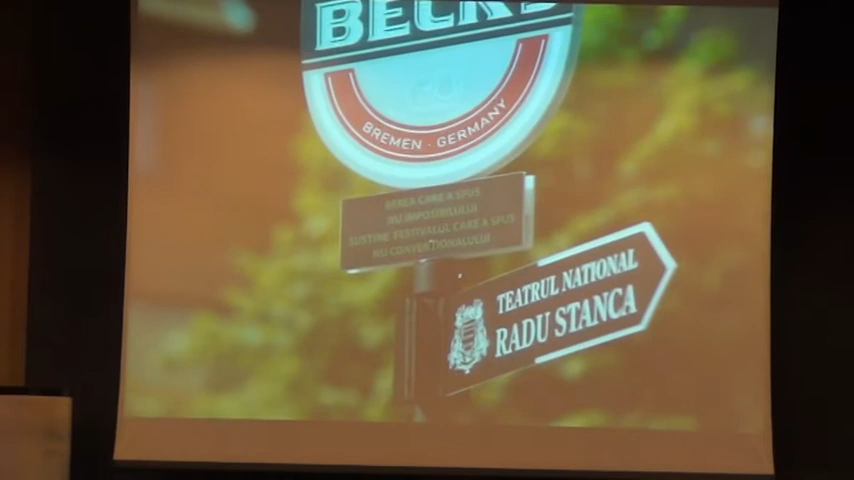 BECK'S
BREMEN · GERMANY
BEREA CARE A SPUS
NU IMPOSIBILULUI
SUSTINE FESTIVALUL CARE A SPUS
NU CONVENTIONALULUI
TEATRUL NATIONAL
RADU STANCA